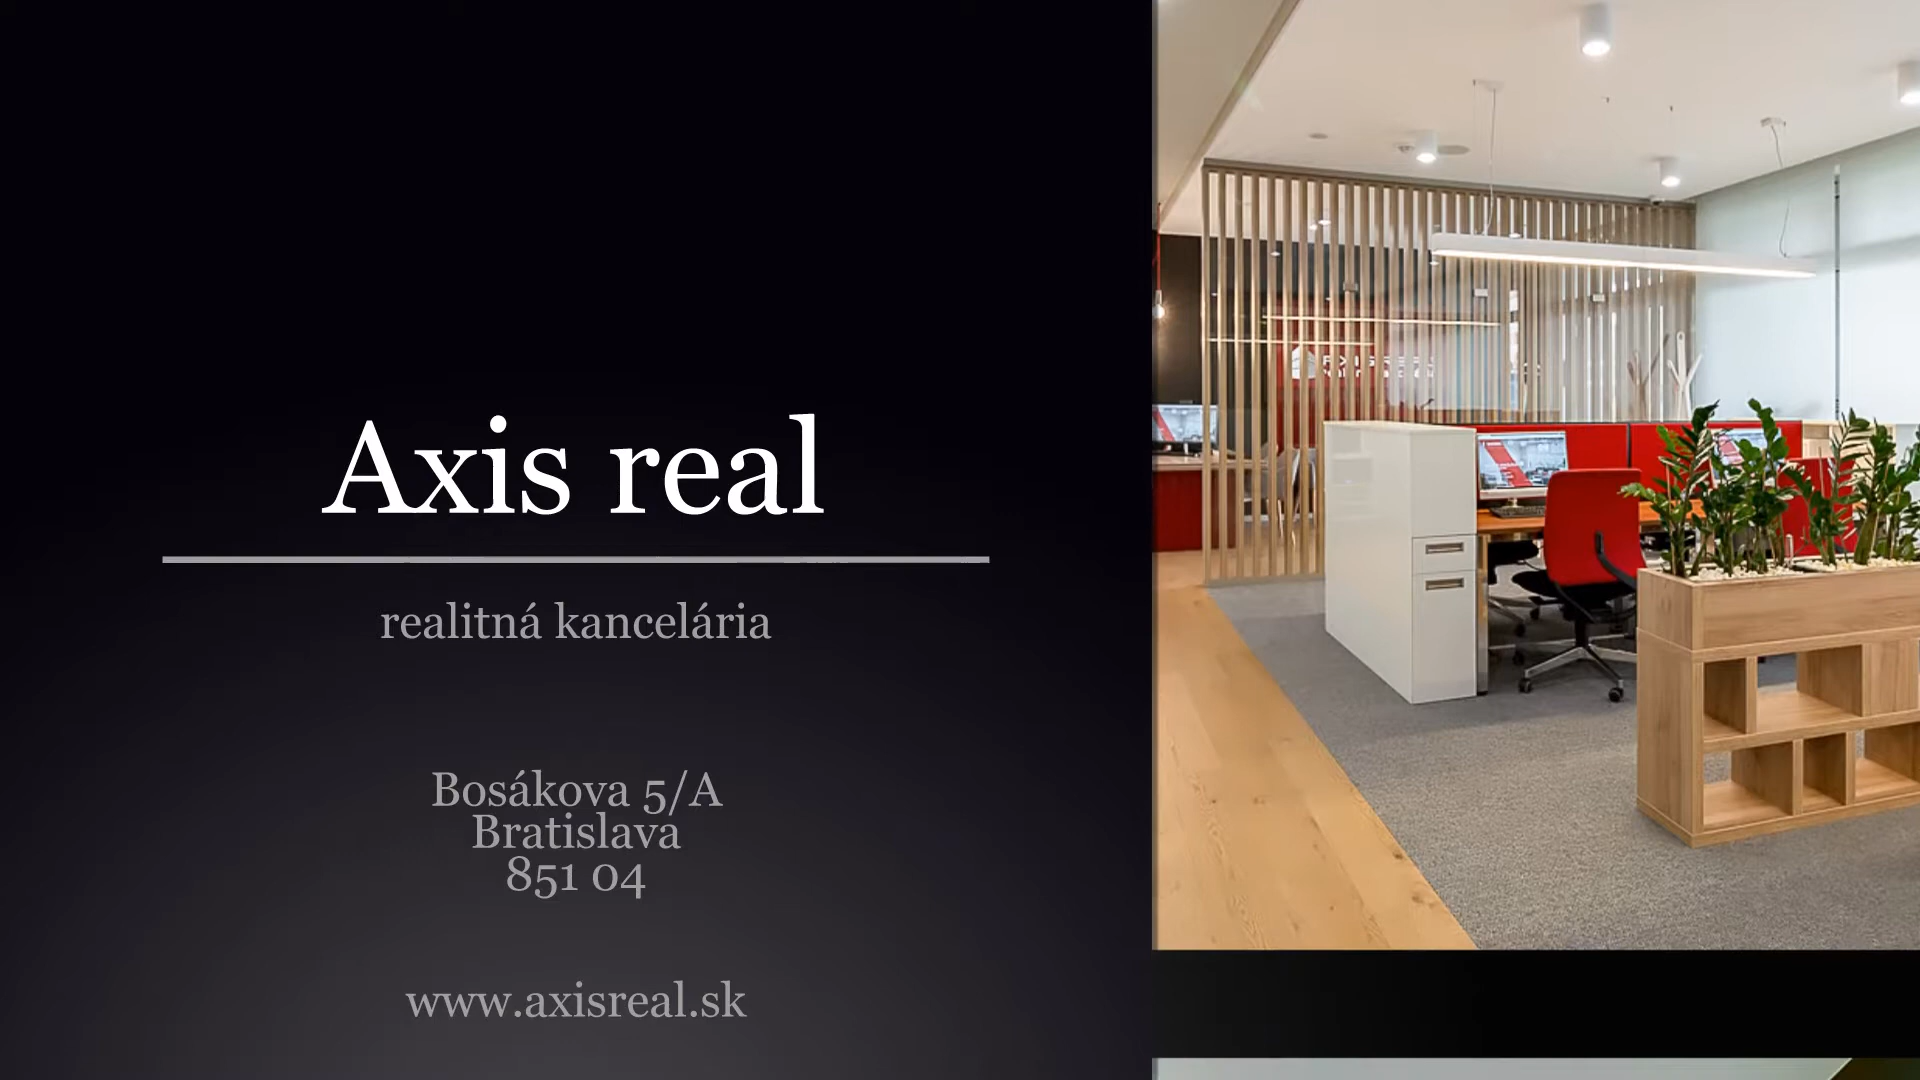 Axis real
realitná kancelária
Bosákova 5/A
Bratislava
851 04
www.axisreal.sk